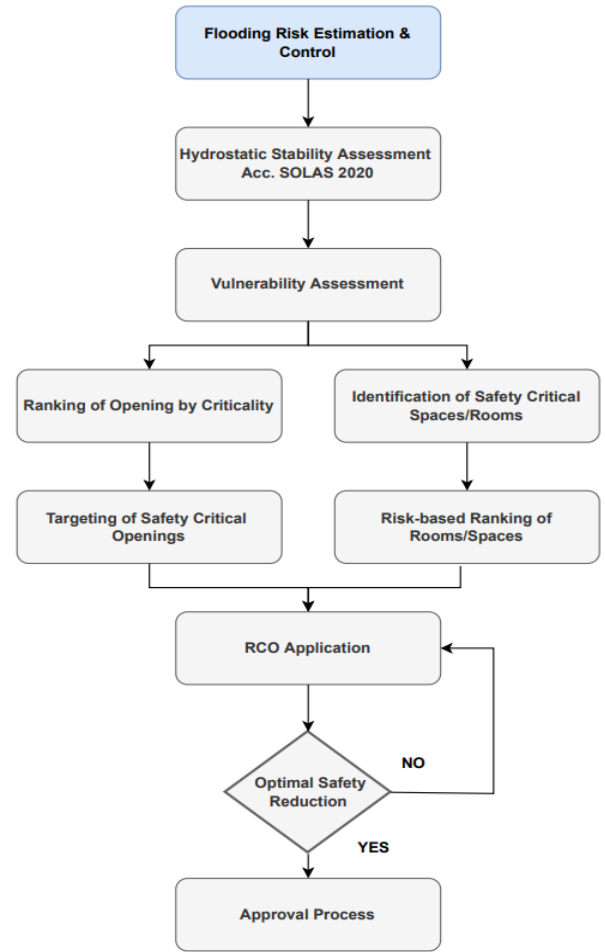 Flooding Risk Estimation &
Control
Hydrostatic Stability Assessment
Acc. SOLAS 2020
Vulnerability Assessment
Ranking of Opening by Criticality
Identification of Safety Critical
Spaces/Rooms
Targeting of Safety Critical
Openings
Risk-based Ranking of
Rooms/Spaces
RCO Application
Optimal Safety
Reduction
NO
YES
Approval Process